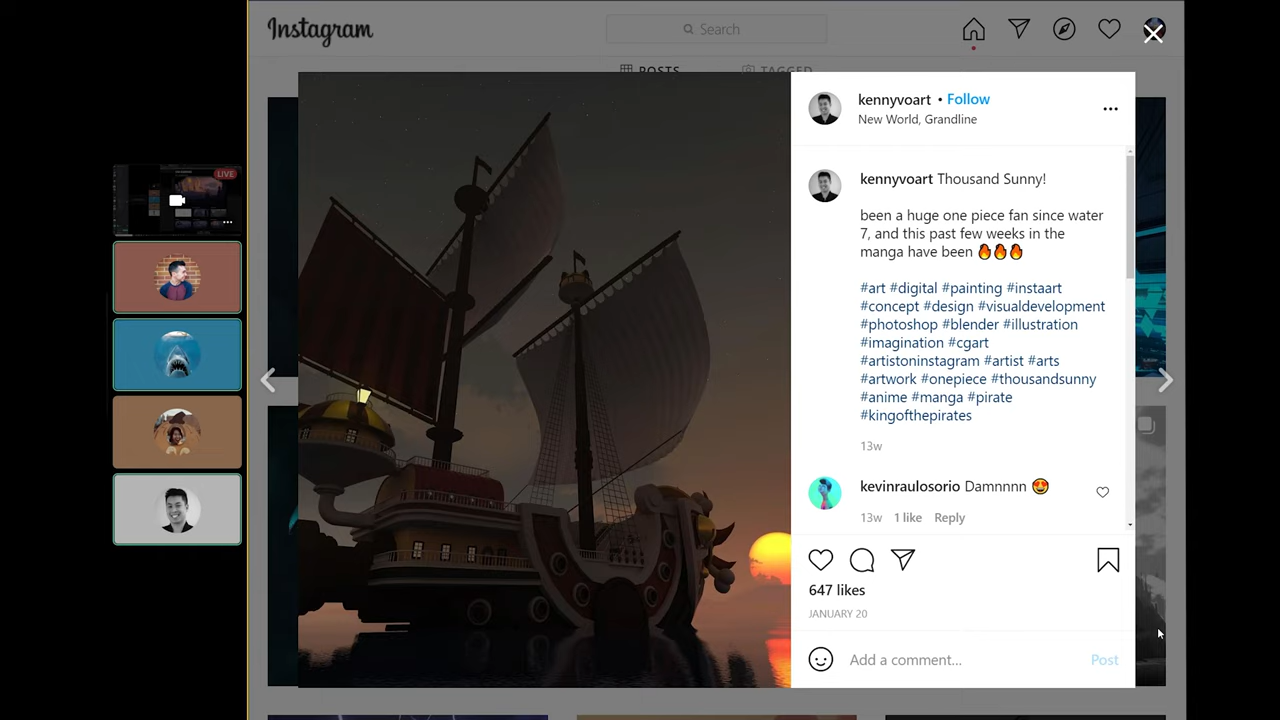 Instagram
Search
POSTS
TAGGED
LIVE
kennyvoart • Follow
New World, Grandline
kennyvoart Thousand Sunny!
been a huge one piece fan since water
7, and this past few weeks in the
manga have been 🔥🔥🔥
#art #digital #painting #instaart
#concept #design #visualdevelopment
#photoshop #blender #illustration
#imagination #cgart
#artistoninstagram #artist #arts
#artwork #onepiece #thousandsunny
#anime #manga #pirate
#kingofthepirates
13w
kevinraulosorio Damnnnn 😍
13w 1 like Reply
647 likes
JANUARY 20
Add a comment...
Post